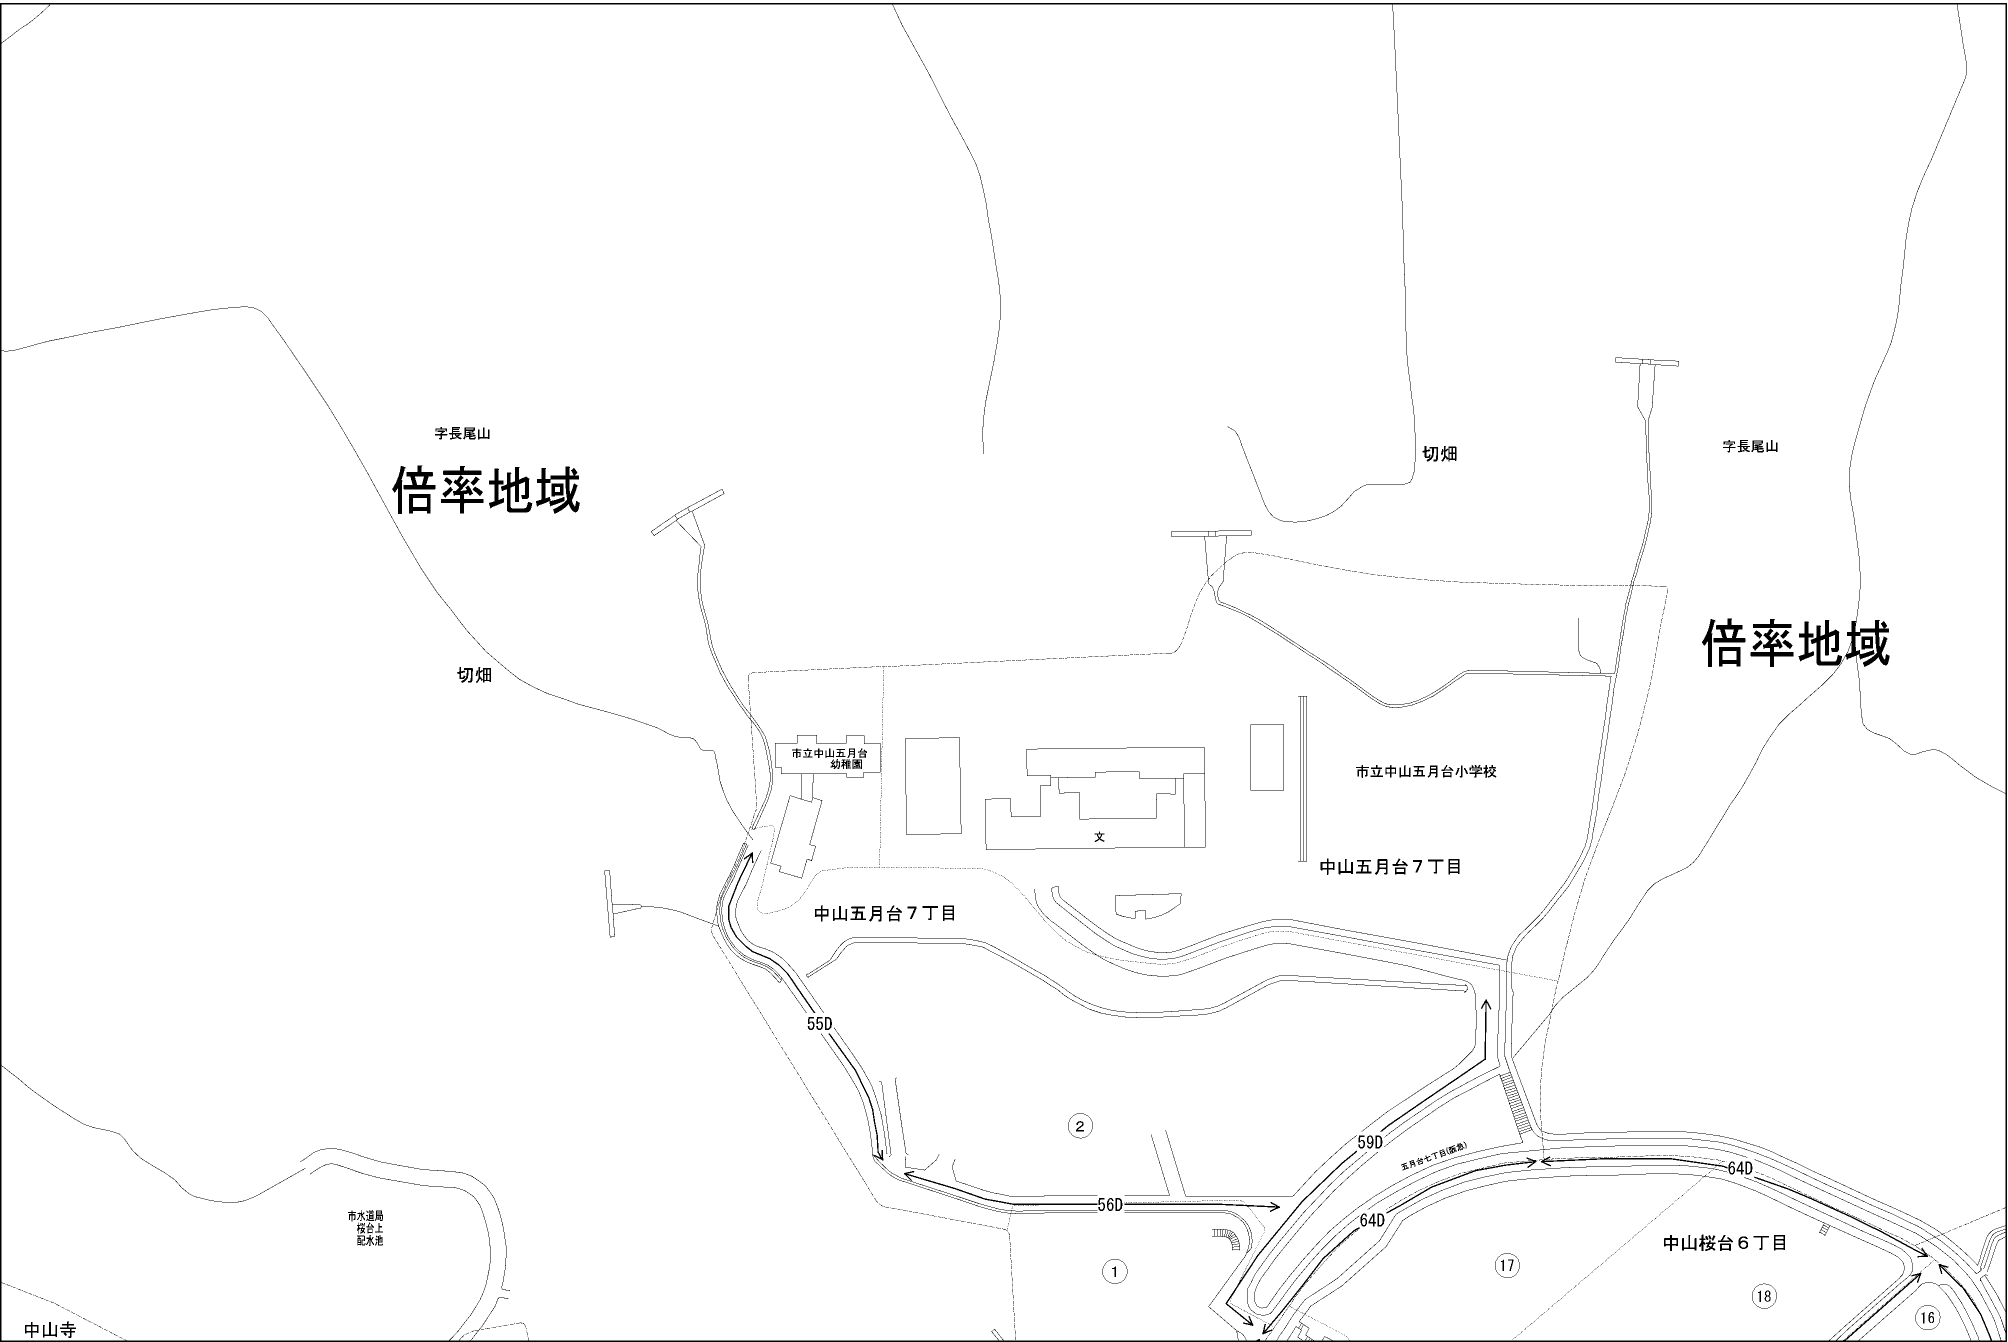 字長尾山
倍率地域
切畑
字長尾山
切畑
倍率地域
市立中山五月台
幼稚園
市立中山五月台小学校
文
中山五月台７丁目
中山五月台７丁目
55D
2
59D
五月台七丁目(阪急)
64D
56D
64D
市水道局
桜台上
配水池
中山桜台６丁目
1
17
18
16
中山寺